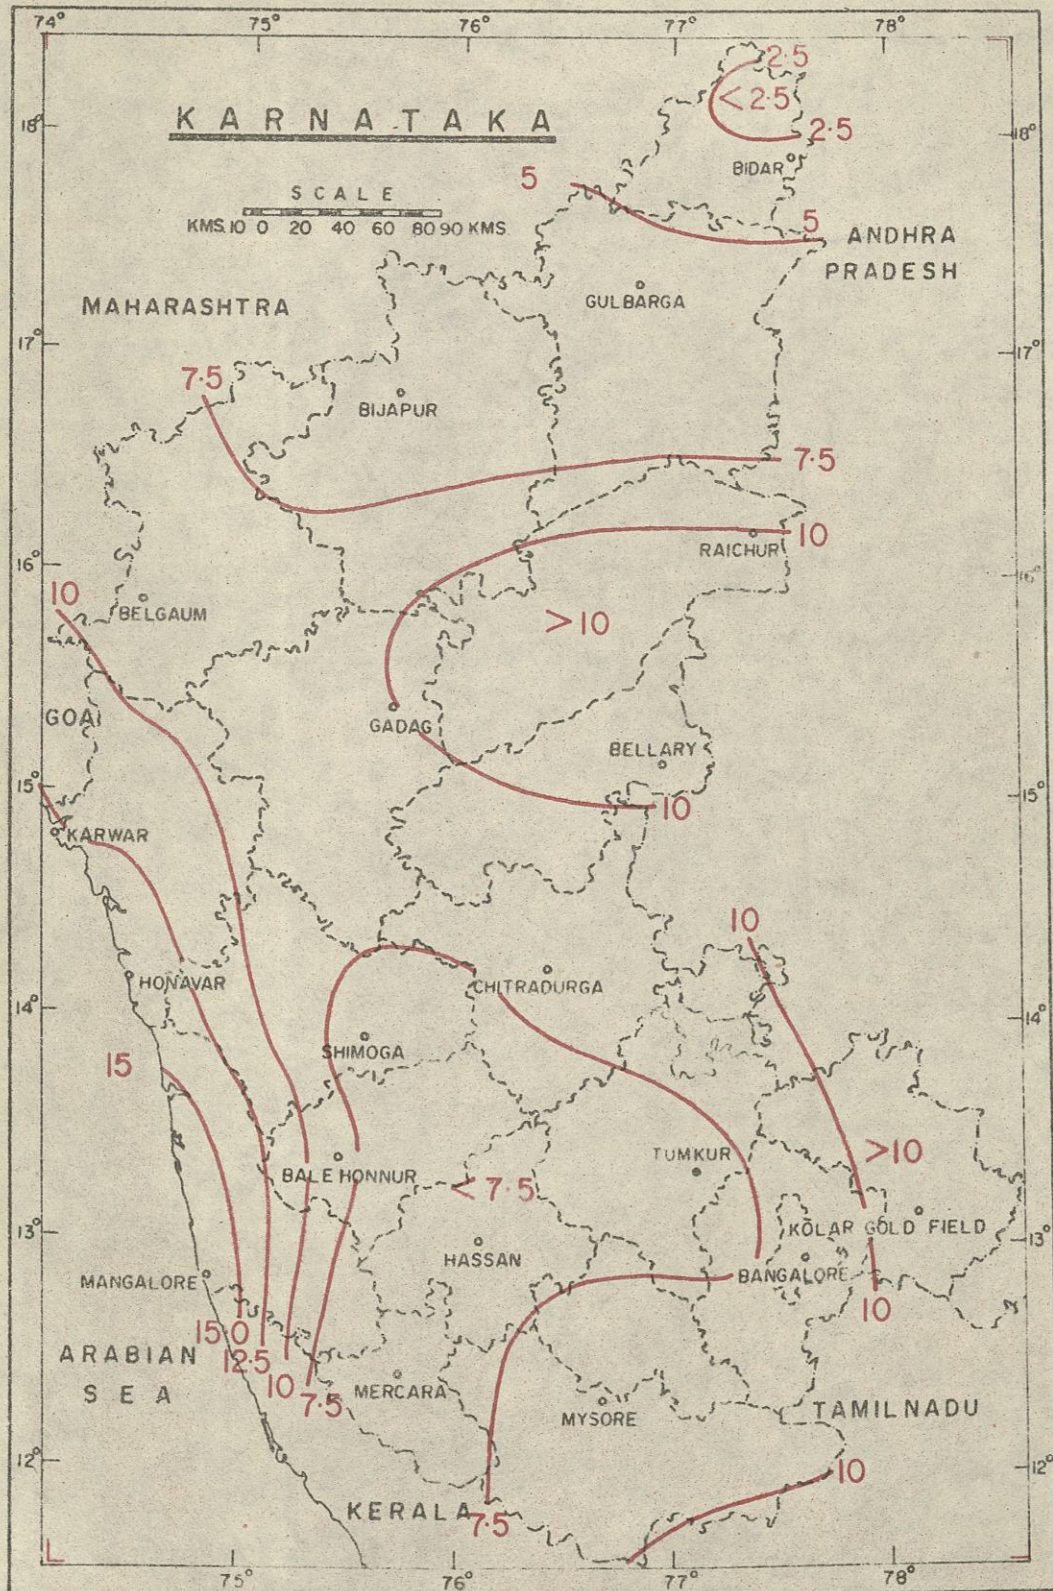 74° 75° 76° 77° 78°
2.5
< 2.5
KARNATAKA
18° 2.5 18°
BIDAR
SCALE
5
KMS.10 0 20 40 60 80 90 KMS
5 ANDHRA
PRADESH
GULBARGA
MAHARASHTRA
17° 17°
7.5
BIJAPUR
7.5
10
RAICHUR
16° 16°
10
BELGAUM
>10
GOA
GADAG
BELLARY
15° 15°
10
KARWAR
10
HONAVAR
CHITRADURGA
14° 14°
SHIMOGA
15
TUMKUR
>10
BALE HONNUR
< 7.5
KOLAR GOLD FIELD
13° 13°
HASSAN
MANGALORE
BANGALORE
10
15.0
12.5
ARABIAN
SEA
10
7.5
MERCARA
MYSORE
TAMILNADU
12° 10 12°
KERALA
7.5
75° 76° 77° 78°